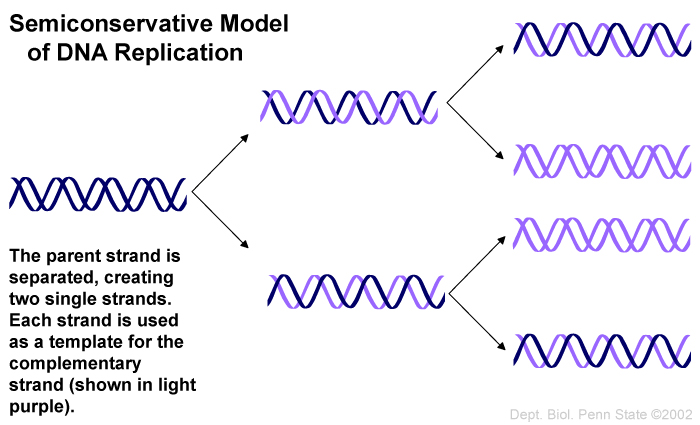 Semiconservative Model
of DNA Replication
The parent strand is
separated, creating
two single strands.
Each strand is used
as a template for the
complementary
strand (shown in light
purple).
Dept. Biol. Penn State ©2002